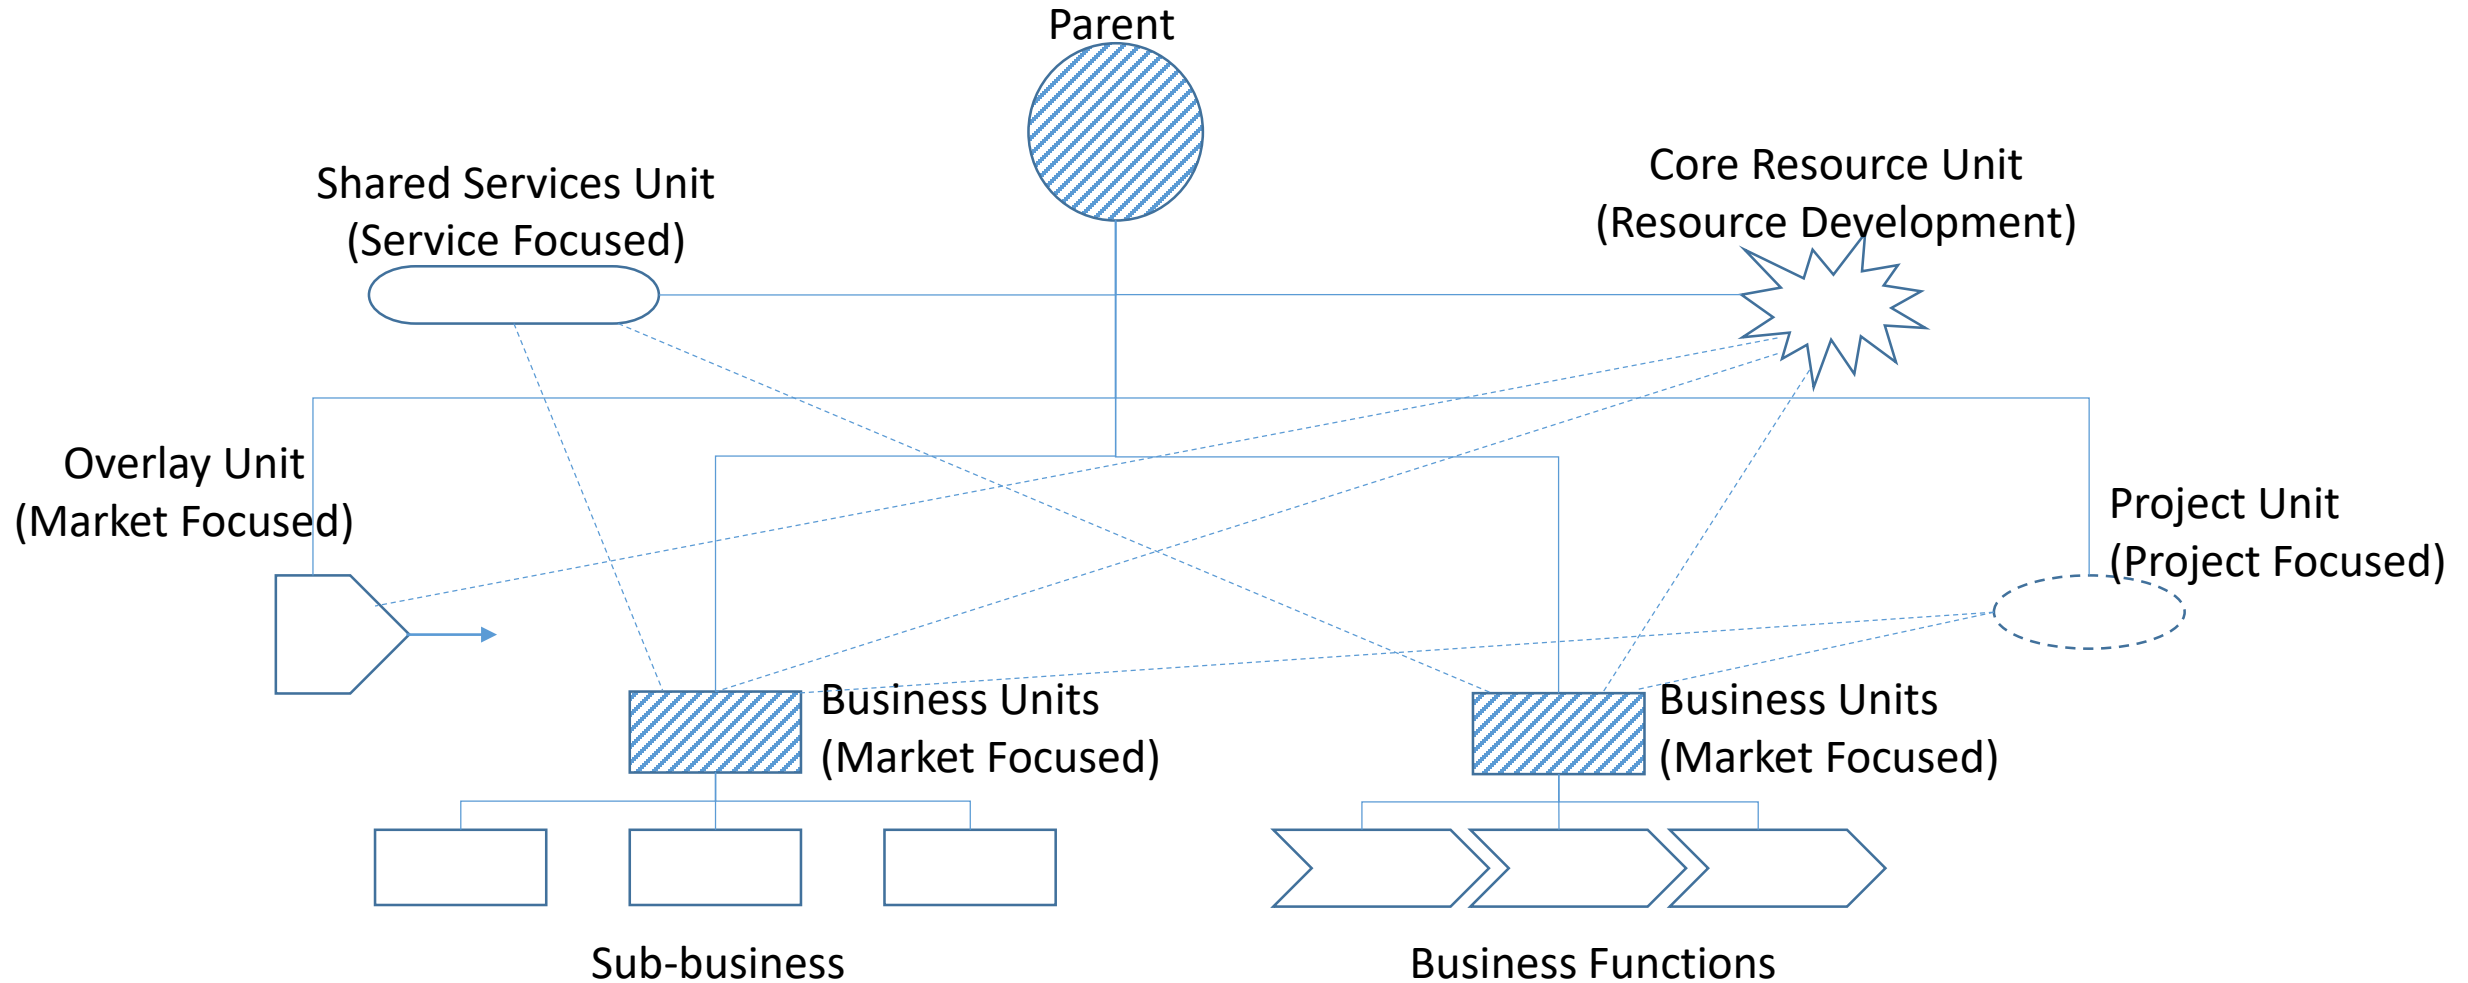 Parent
Shared Services Unit
(Service Focused)
Core Resource Unit
(Resource Development)
Overlay Unit
(Market Focused)
Project Unit
(Project Focused)
Business Units
(Market Focused)
Business Units
(Market Focused)
Sub-business
Business Functions